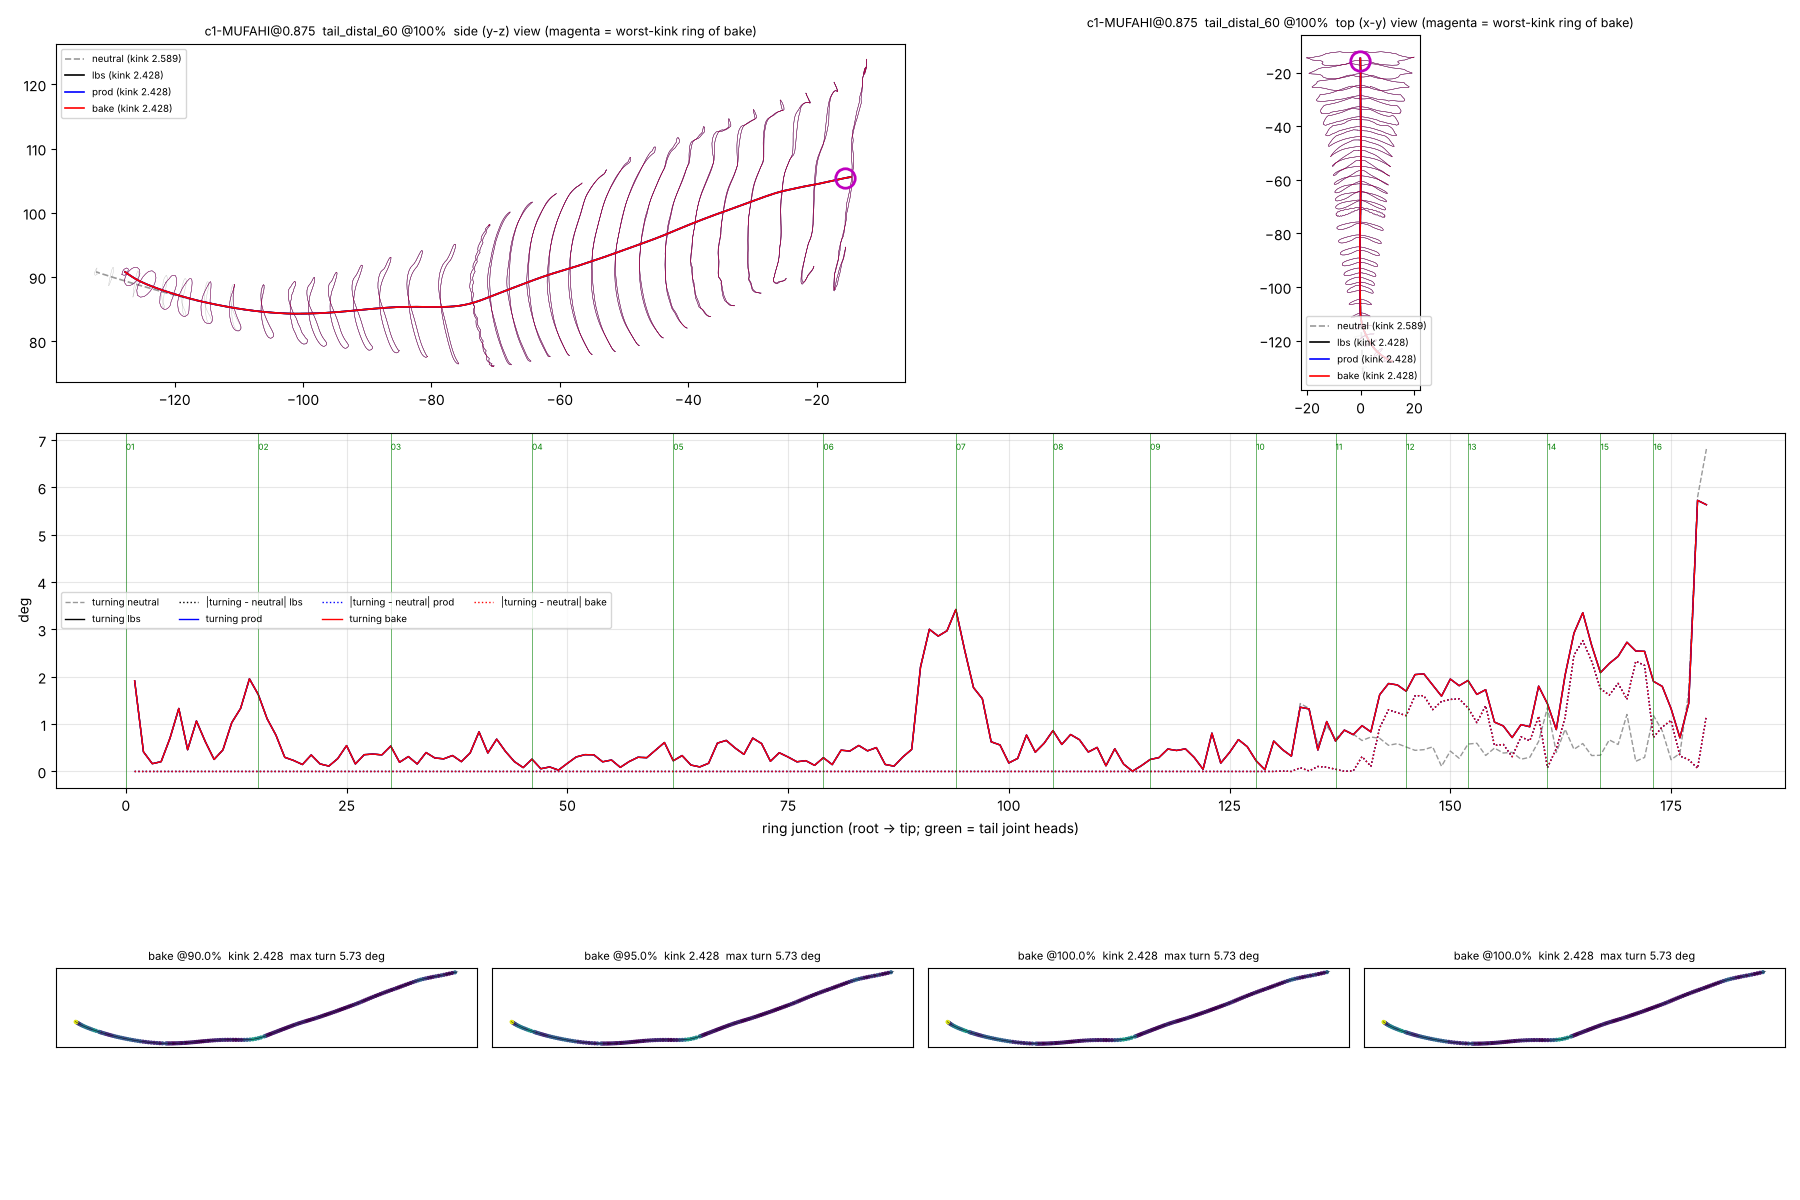 c1-MUFAHI@0.875 tail_distal_60 @100% side (y-z) view (magenta = worst-kink ring of bake)
neutral (kink 2.589)
lbs (kink 2.428)
prod (kink 2.428)
bake (kink 2.428)
120
110
100
90
80
−120 −100 −80 −60 −40 −20
c1-MUFAHI@0.875 tail_distal_60 @100% top (x-y) view (magenta = worst-kink ring of bake)
−20
−40
−60
−80
−100
−120
neutral (kink 2.589)
lbs (kink 2.428)
prod (kink 2.428)
bake (kink 2.428)
−20 0 20
01 02 03 04 05 06 07 08 09 10 11 12 13 14 15 16
7
6
5
4
3
2
1
0
deg
turning neutral |turning - neutral| lbs |turning - neutral| prod |turning - neutral| bake
turning lbs turning prod turning bake
0 25 50 75 100 125 150 175
ring junction (root → tip; green = tail joint heads)
bake @90.0% kink 2.428 max turn 5.73 deg
bake @95.0% kink 2.428 max turn 5.73 deg
bake @100.0% kink 2.428 max turn 5.73 deg
bake @100.0% kink 2.428 max turn 5.73 deg